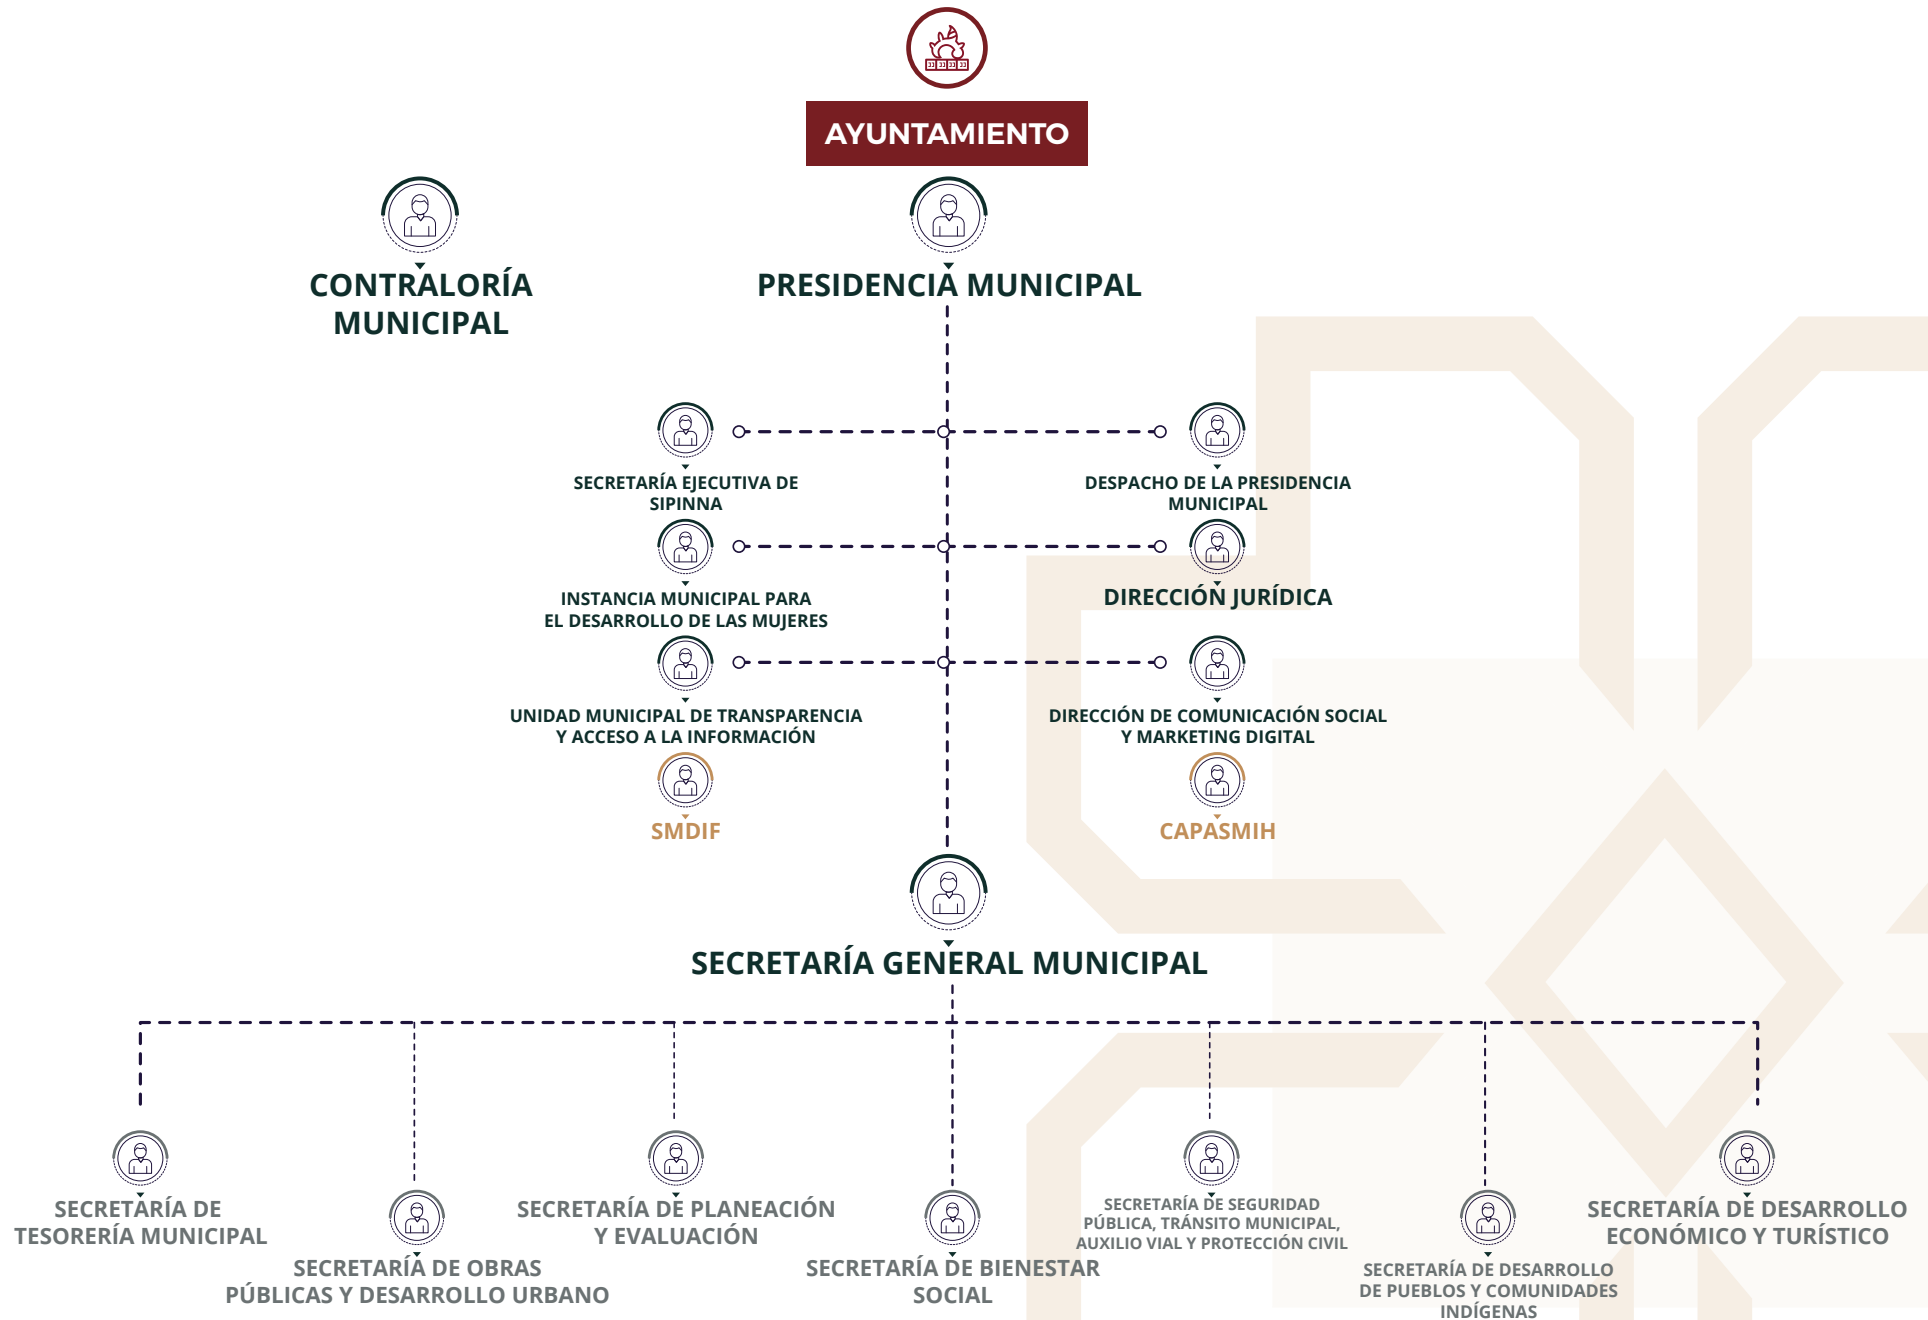 AYUNTAMIENTO
CONTRALORÍA
MUNICIPAL
PRESIDENCIA MUNICIPAL
SECRETARÍA EJECUTIVA DE
SIPINNA
DESPACHO DE LA PRESIDENCIA
MUNICIPAL
INSTANCIA MUNICIPAL PARA
EL DESARROLLO DE LAS MUJERES
DIRECCIÓN JURÍDICA
UNIDAD MUNICIPAL DE TRANSPARENCIA
Y ACCESO A LA INFORMACIÓN
DIRECCIÓN DE COMUNICACIÓN SOCIAL
Y MARKETING DIGITAL
SMDIF
CAPASMIH
SECRETARÍA GENERAL MUNICIPAL
SECRETARÍA DE
TESORERÍA MUNICIPAL
SECRETARÍA DE OBRAS
PÚBLICAS Y DESARROLLO URBANO
SECRETARÍA DE PLANEACIÓN
Y EVALUACIÓN
SECRETARÍA DE BIENESTAR
SOCIAL
SECRETARÍA DE SEGURIDAD
PÚBLICA, TRÁNSITO MUNICIPAL,
AUXILIO VIAL Y PROTECCIÓN CIVIL
SECRETARÍA DE DESARROLLO
DE PUEBLOS Y COMUNIDADES
INDÍGENAS
SECRETARÍA DE DESARROLLO
ECONÓMICO Y TURÍSTICO